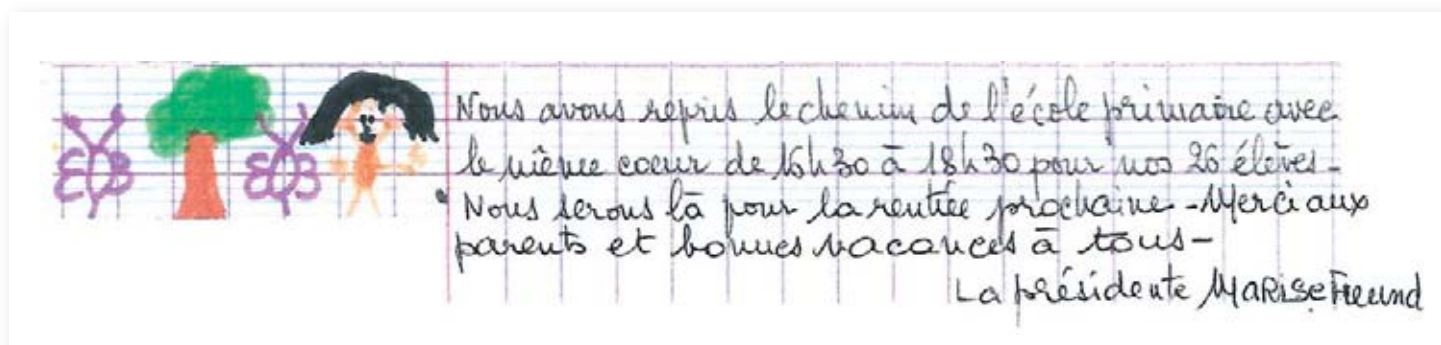 Nous avons repris le chemin de l'école primaire avec
le même coeur de 16h30 à 18h30 pour nos 26 élèves -
Nous serons là pour la rentrée prochaine - Merci aux
parents et bonnes vacances à tous -
La présidente Marise Freund